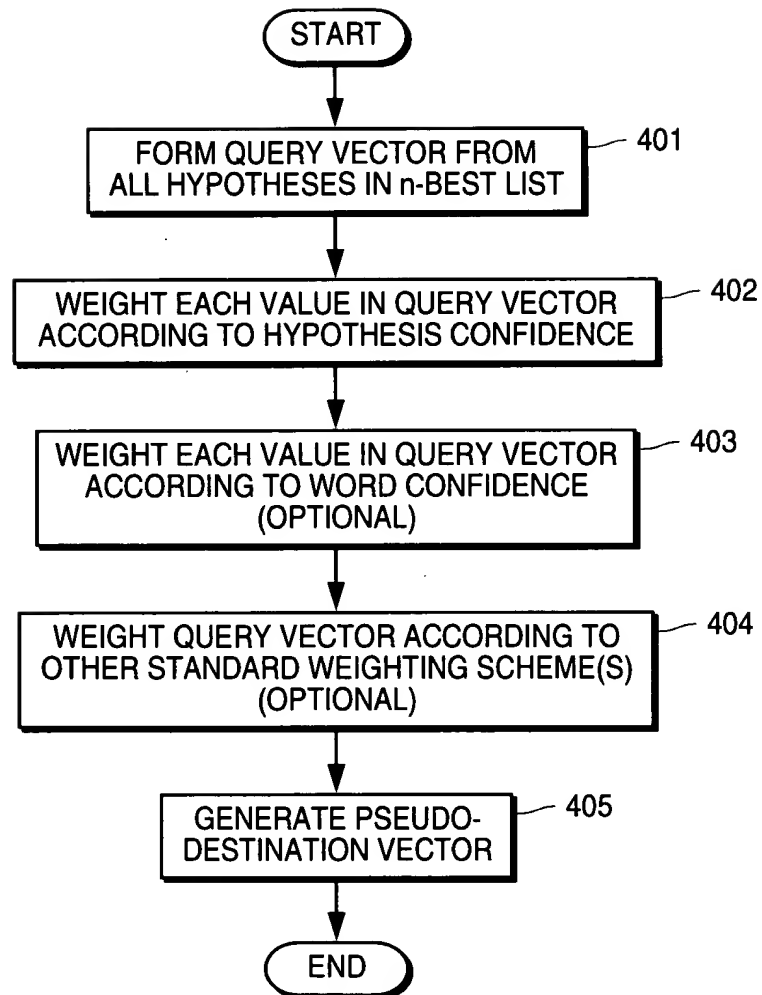 START
FORM QUERY VECTOR FROM
ALL HYPOTHESES IN n-BEST LIST
401
WEIGHT EACH VALUE IN QUERY VECTOR
ACCORDING TO HYPOTHESIS CONFIDENCE
402
WEIGHT EACH VALUE IN QUERY VECTOR
ACCORDING TO WORD CONFIDENCE
(OPTIONAL)
403
WEIGHT QUERY VECTOR ACCORDING TO
OTHER STANDARD WEIGHTING SCHEME(S)
(OPTIONAL)
404
GENERATE PSEUDO-
DESTINATION VECTOR
405
END